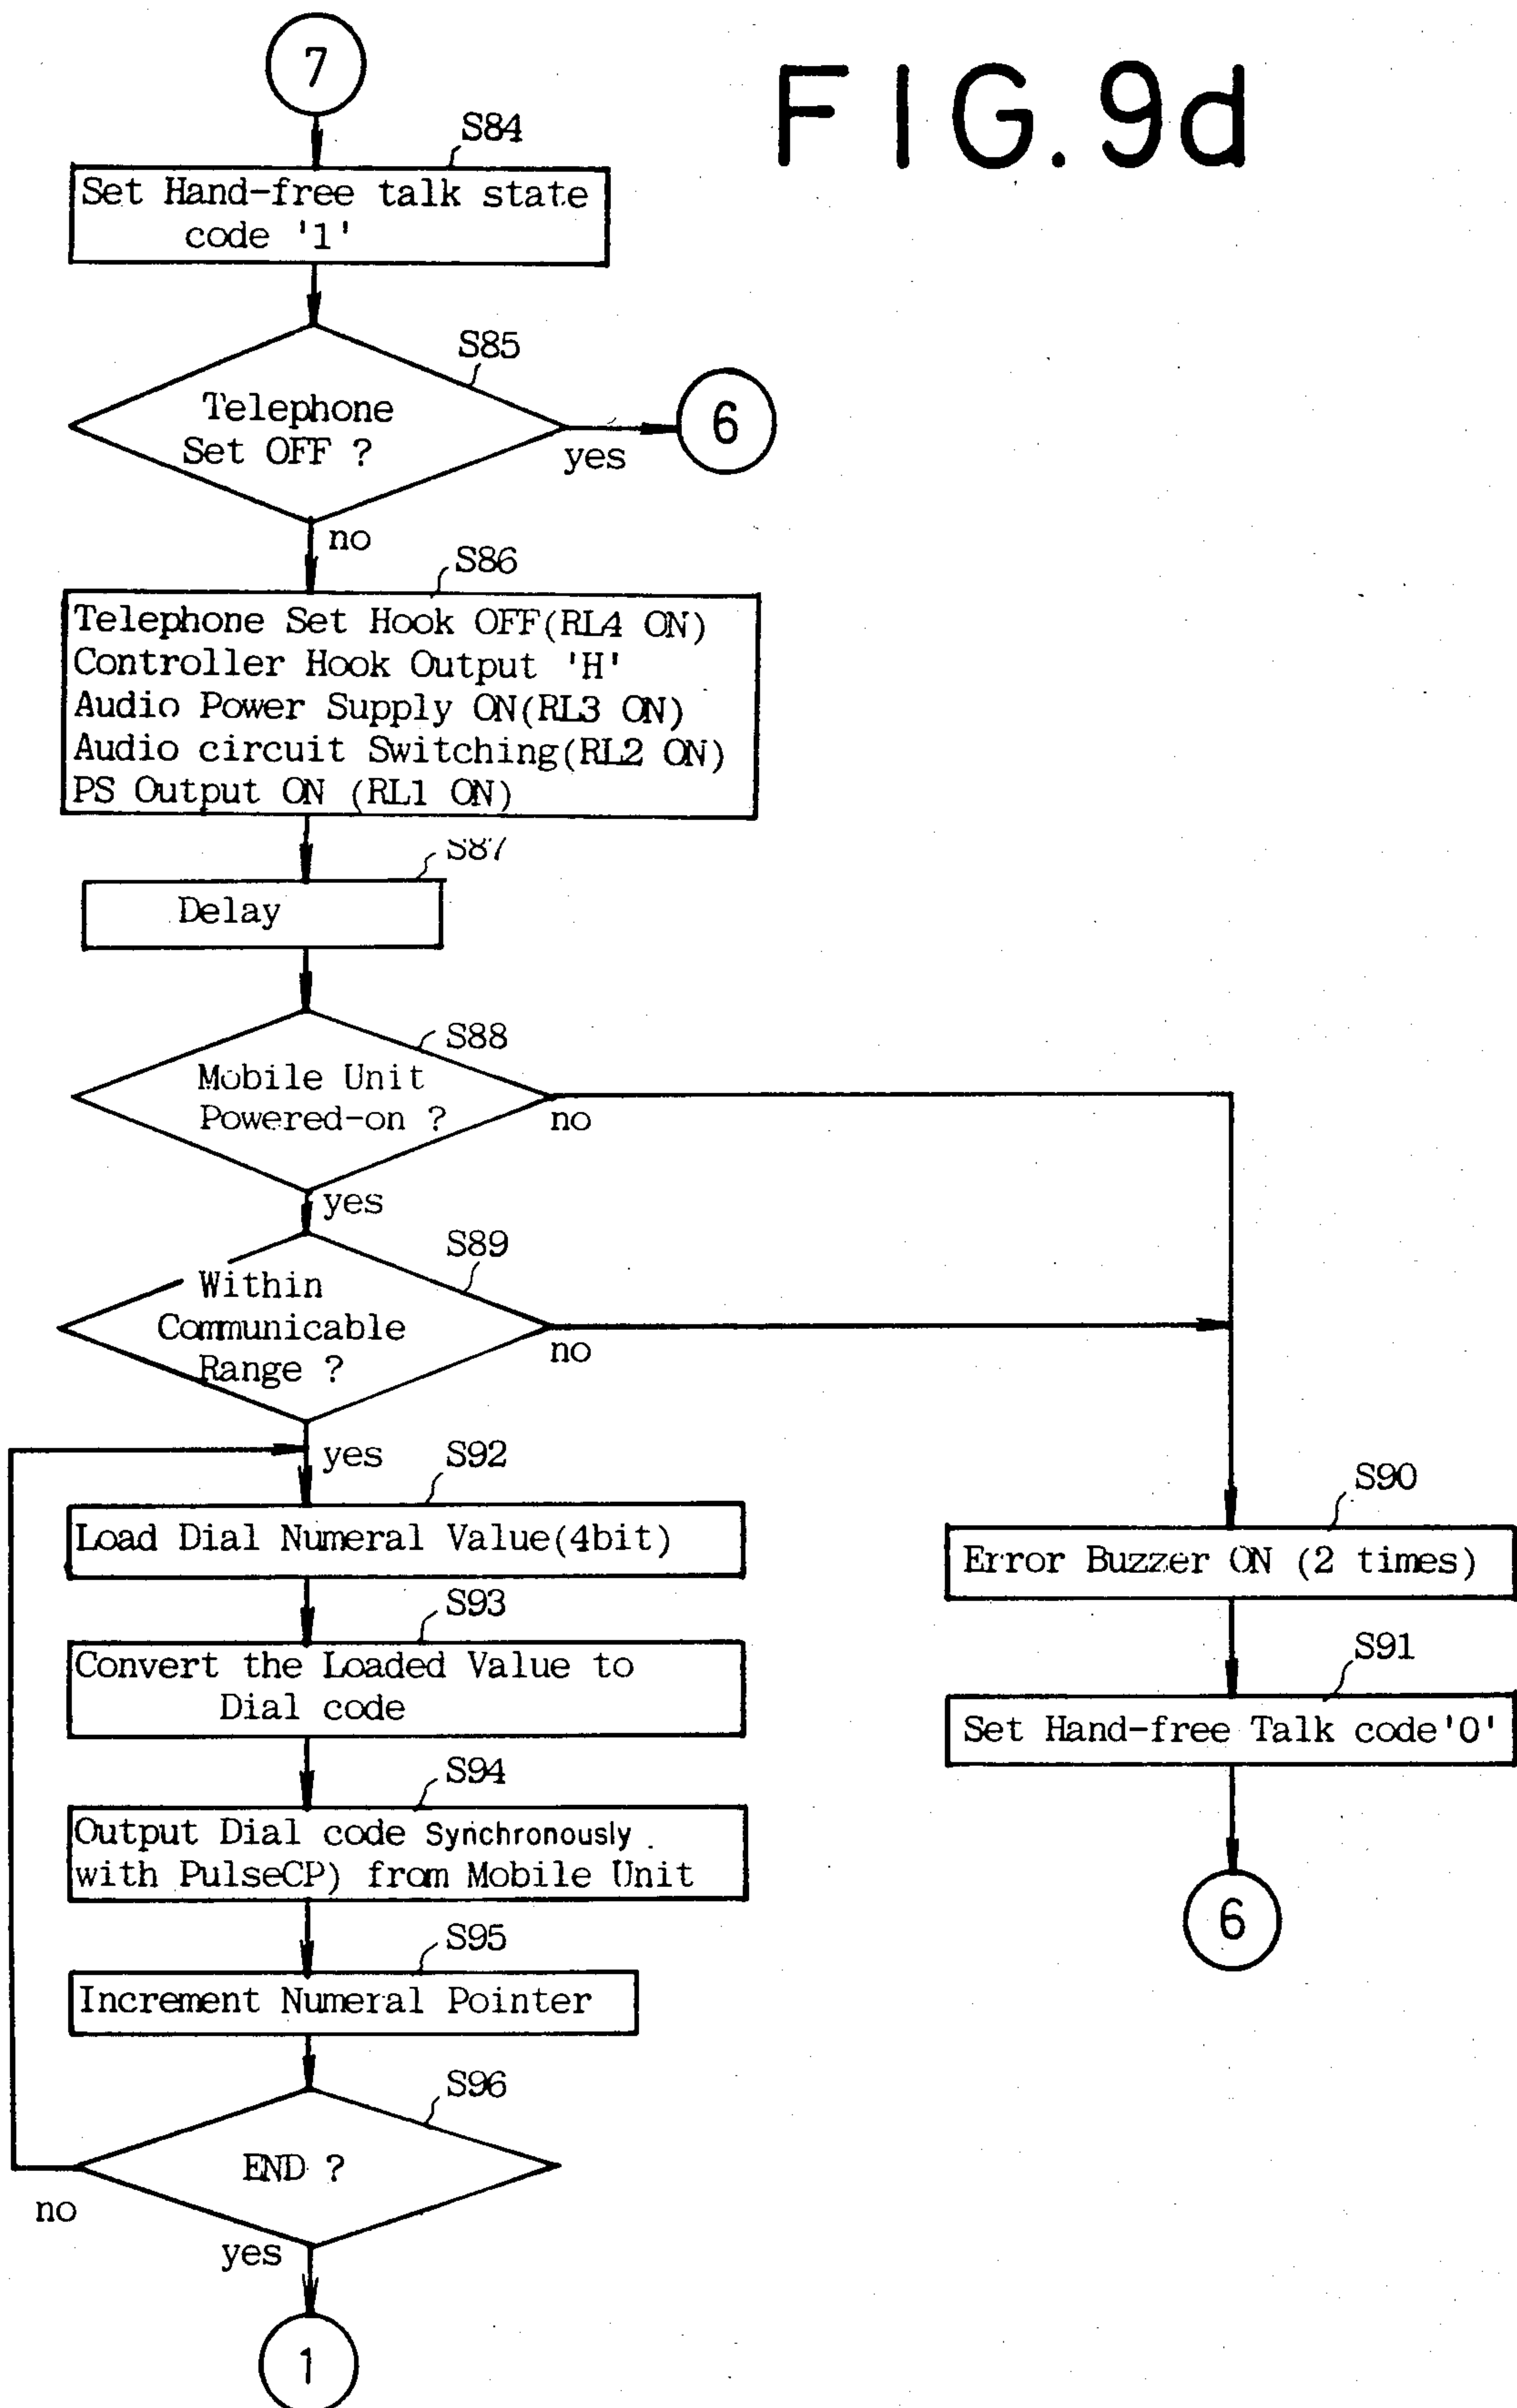 7
FIG.9d
S84
Set Hand-free talk state
code '1'
S85
Telephone
Set OFF ?
yes
6
no
S86
Telephone Set Hook OFF(RL4 ON)
Controller Hook Output 'H'
Audio Power Supply ON(RL3 ON)
Audio circuit Switching(RL2 ON)
PS Output ON (RL1 ON)
S87
Delay
S88
Mobile Unit
Powered-on ?
no
yes
S89
Within
Communicable
Range ?
no
yes
S92
Load Dial Numeral Value(4bit)
S93
Convert the Loaded Value to
Dial code
S94
Output Dial code Synchronously
with PulseCP) from Mobile Unit
S95
Increment Numeral Pointer
S96
END ?
no
yes
1
S90
Error Buzzer ON (2 times)
S91
Set Hand-free Talk code'0'
6